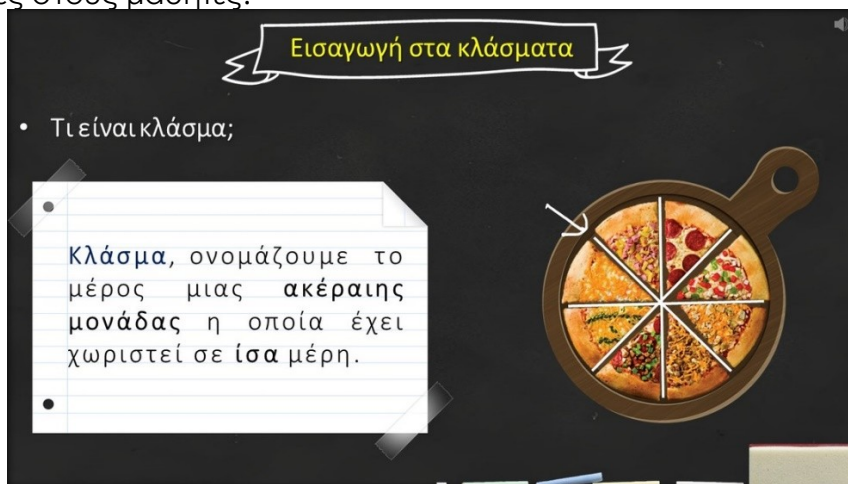 Εισαγωγή στα κλάσματα
• Τι είναι κλάσμα;
Κλάσμα, ονομάζουμε το
μέρος μιας ακέραιης
μονάδας η οποία έχει
χωριστεί σε ίσα μέρη.